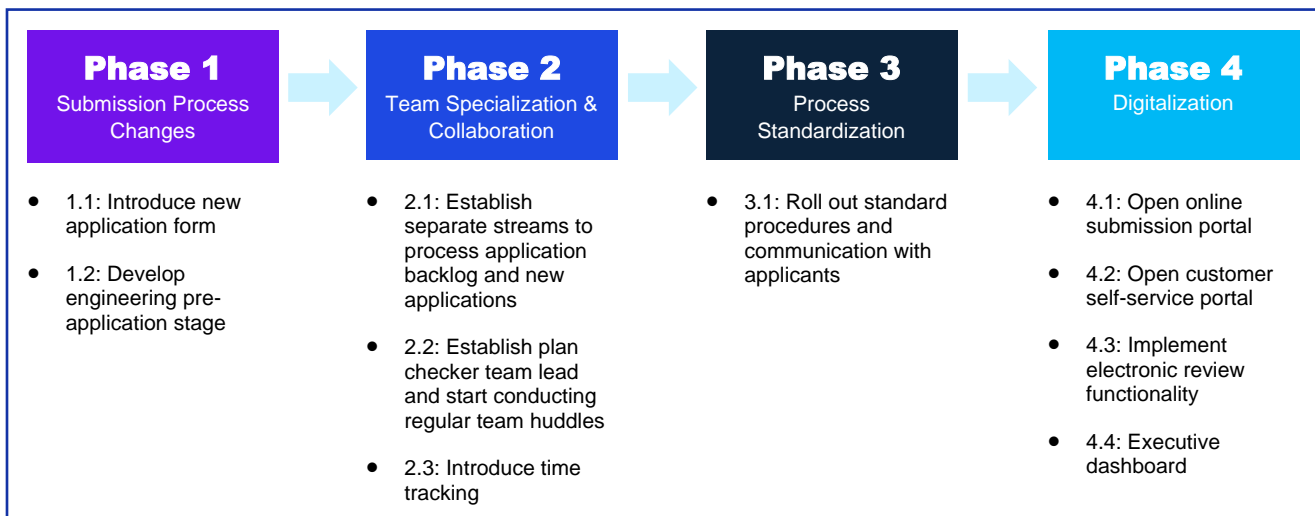 Phase 1
Submission Process
Changes
• 1.1: Introduce new
application form
• 1.2: Develop
engineering pre-
application stage
Phase 2
Team Specialization &
Collaboration
• 2.1: Establish
separate streams to
process application
backlog and new
applications
• 2.2: Establish plan
checker team lead
and start conducting
regular team huddles
• 2.3: Introduce time
tracking
Phase 3
Process
Standardization
• 3.1: Roll out standard
procedures and
communication with
applicants
Phase 4
Digitalization
• 4.1: Open online
submission portal
• 4.2: Open customer
self-service portal
• 4.3: Implement
electronic review
functionality
• 4.4: Executive
dashboard